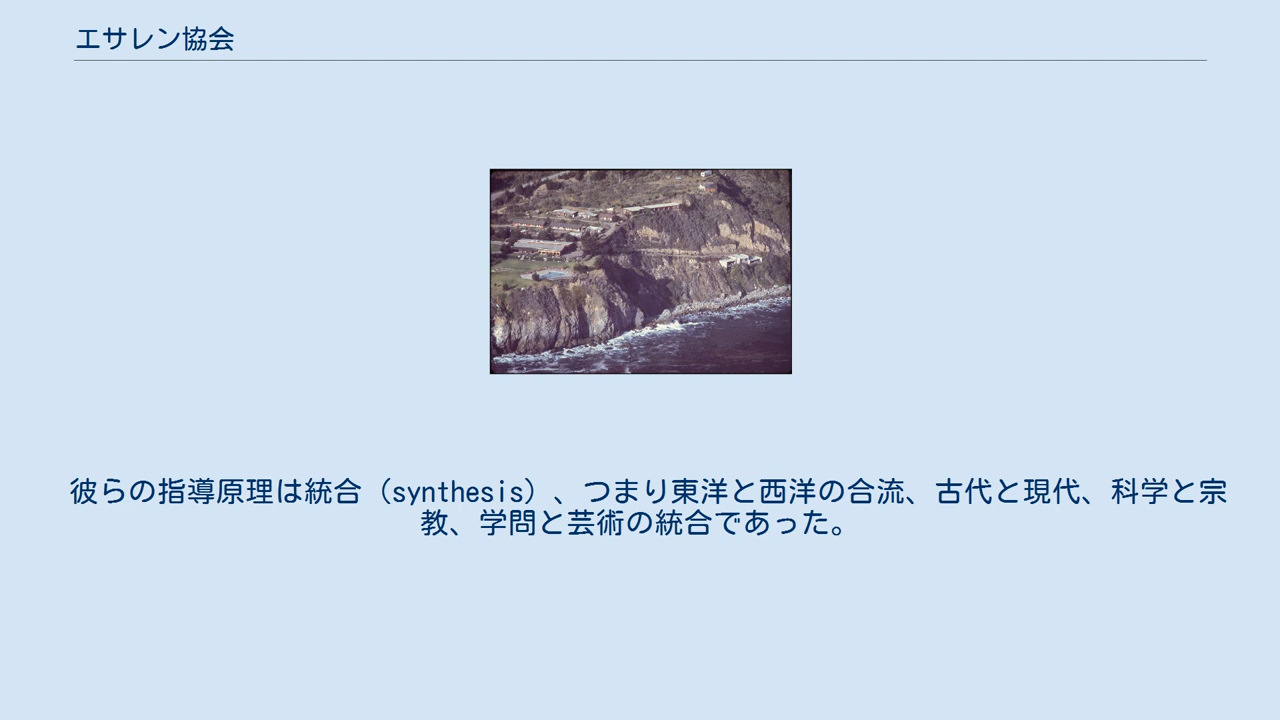 エサレン協会
彼らの指導原理は統合（synthesis）、つまり東洋と西洋の合流、古代と現代、科学と宗
教、学問と芸術の統合であった。